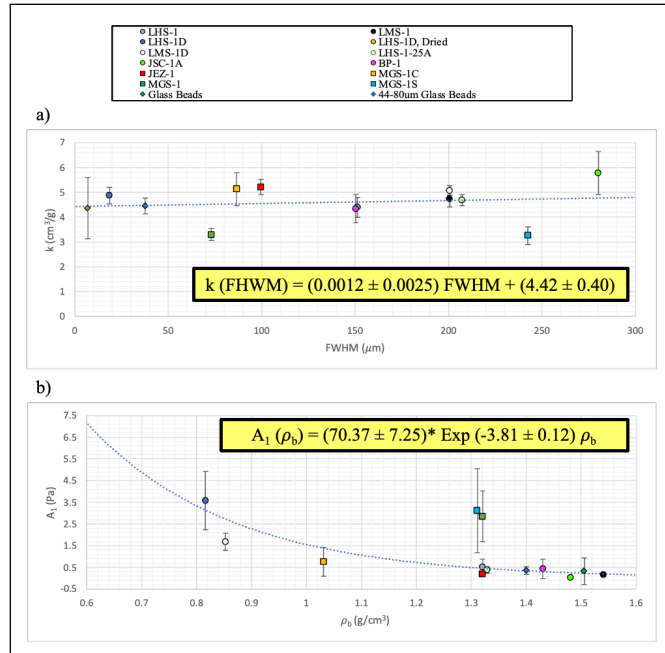 LHS-1 LMS-1
LHS-1D LHS-1D, Dried
LMS-1D LHS-1-25A
JSC-1A BP-1
JEZ-1 MGS-1C
MGS-1 MGS-1S
Glass Beads 44-80um Glass Beads
a)
7
6
5
4
3
2
1
0
k (cm³/g)
k (FHWM) = (0.0012 ± 0.0025) FWHM + (4.42 ± 0.40)
0 50 100 150 200 250 300
FWHM (μm)
b)
7.5
6.5
5.5
4.5
3.5
2.5
1.5
0.5
-0.5
A₁ (Pa)
A₁ (ρb) = (70.37 ± 7.25)* Exp (-3.81 ± 0.12) ρb
0.6 0.7 0.8 0.9 1 1.1 1.2 1.3 1.4 1.5 1.6
ρb (g/cm³)